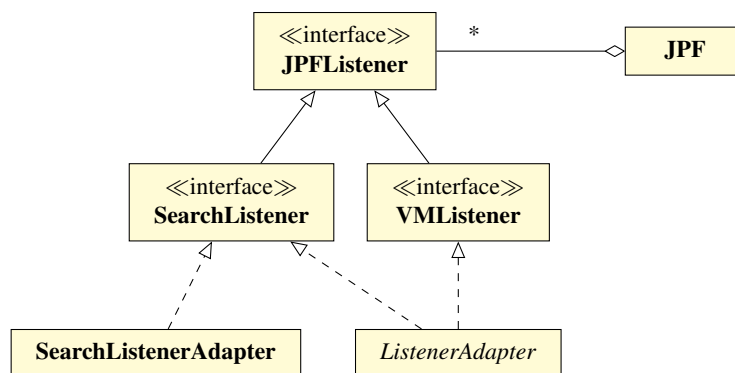 ≪interface≫
JPFListener
*
JPF
≪interface≫
SearchListener
≪interface≫
VMListener
SearchListenerAdapter
ListenerAdapter